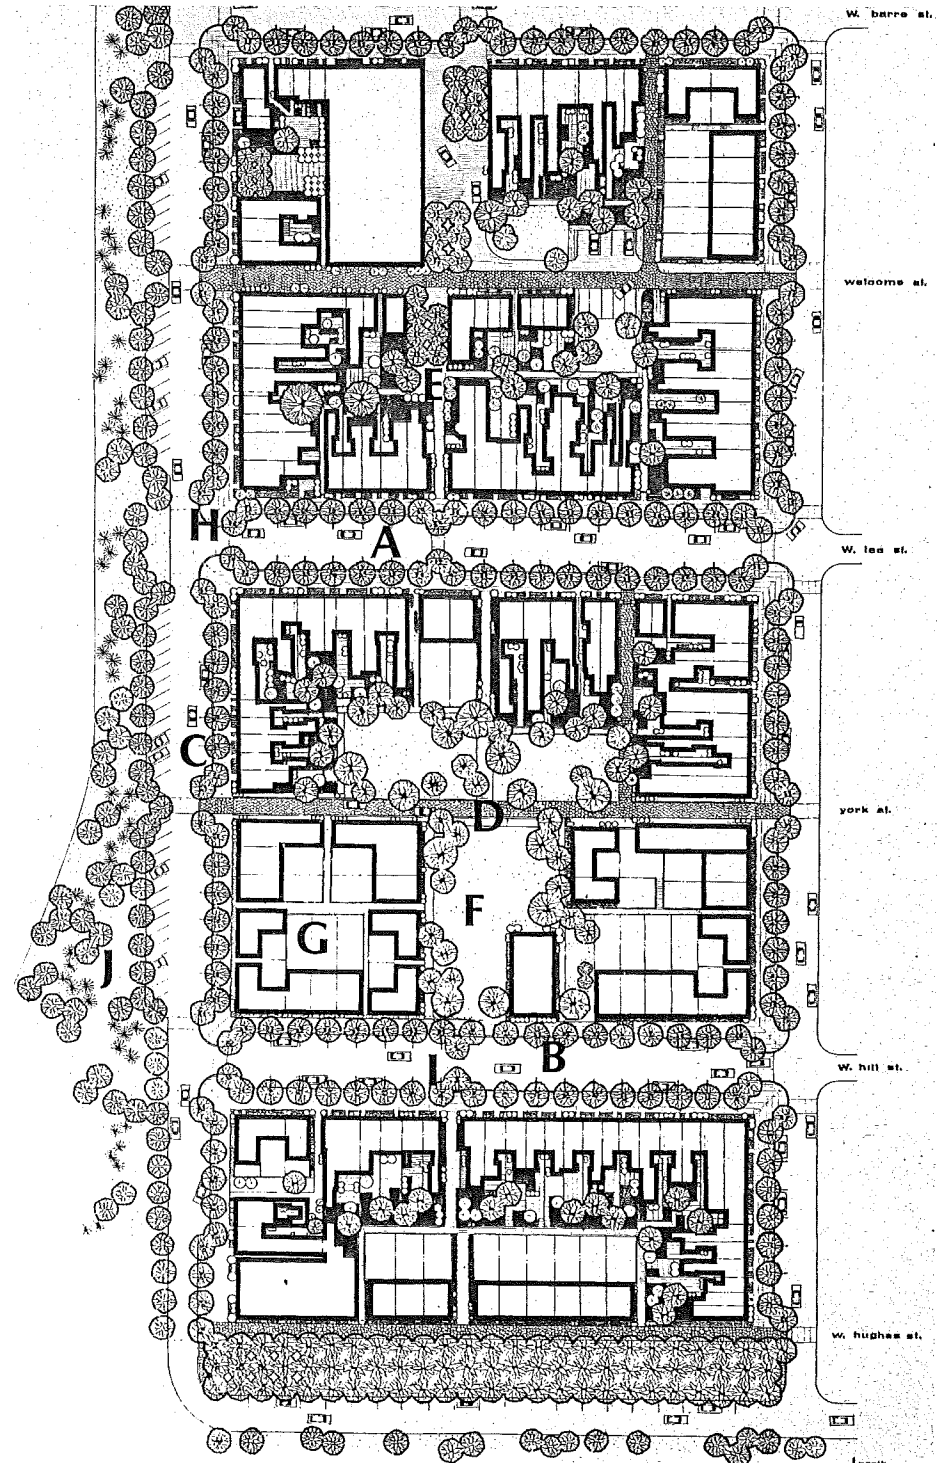 w. barre st.
welcome st.
E
H
A
w. lee st.
C
D
york st.
F
G
J
B
I
w. hill st.
w. hughes st.